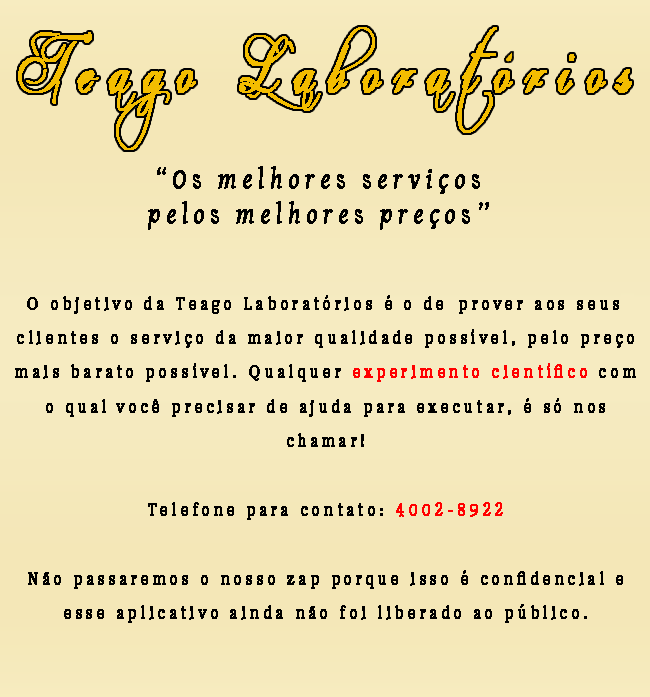 Teago Laboratórios
“Os melhores serviços
pelos melhores preços”
O objetivo da Teago Laboratórios é o de prover aos seus
clientes o serviço da maior qualidade possível, pelo preço
mais barato possível. Qualquer experimento científico com
o qual você precisar de ajuda para executar, é só nos
chamar!
Telefone para contato: 4002-8922
Não passaremos o nosso zap porque isso é confidencial e
esse aplicativo ainda não foi liberado ao público.